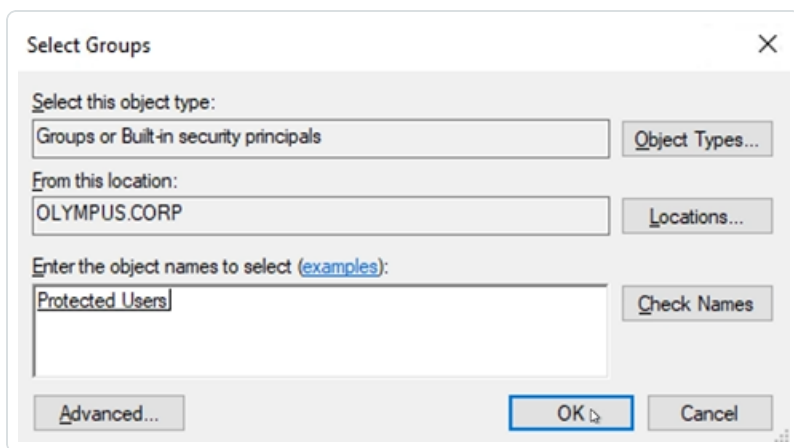 Select Groups
Select this object type:
Groups or Built-in security principals
Object Types...
From this location:
OLYMPUS.CORP
Locations...
Enter the object names to select (examples):
Protected Users
Check Names
Advanced...
OK
Cancel